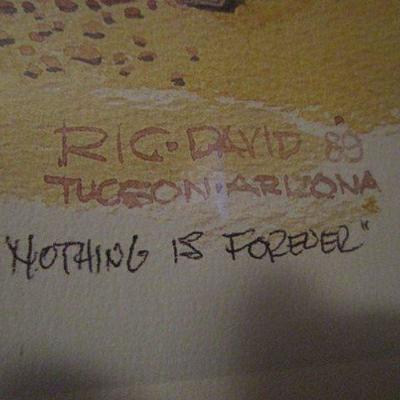 RIC·DAVID '89
TUCSON·ARIZONA
"NOTHING IS FOREVER"